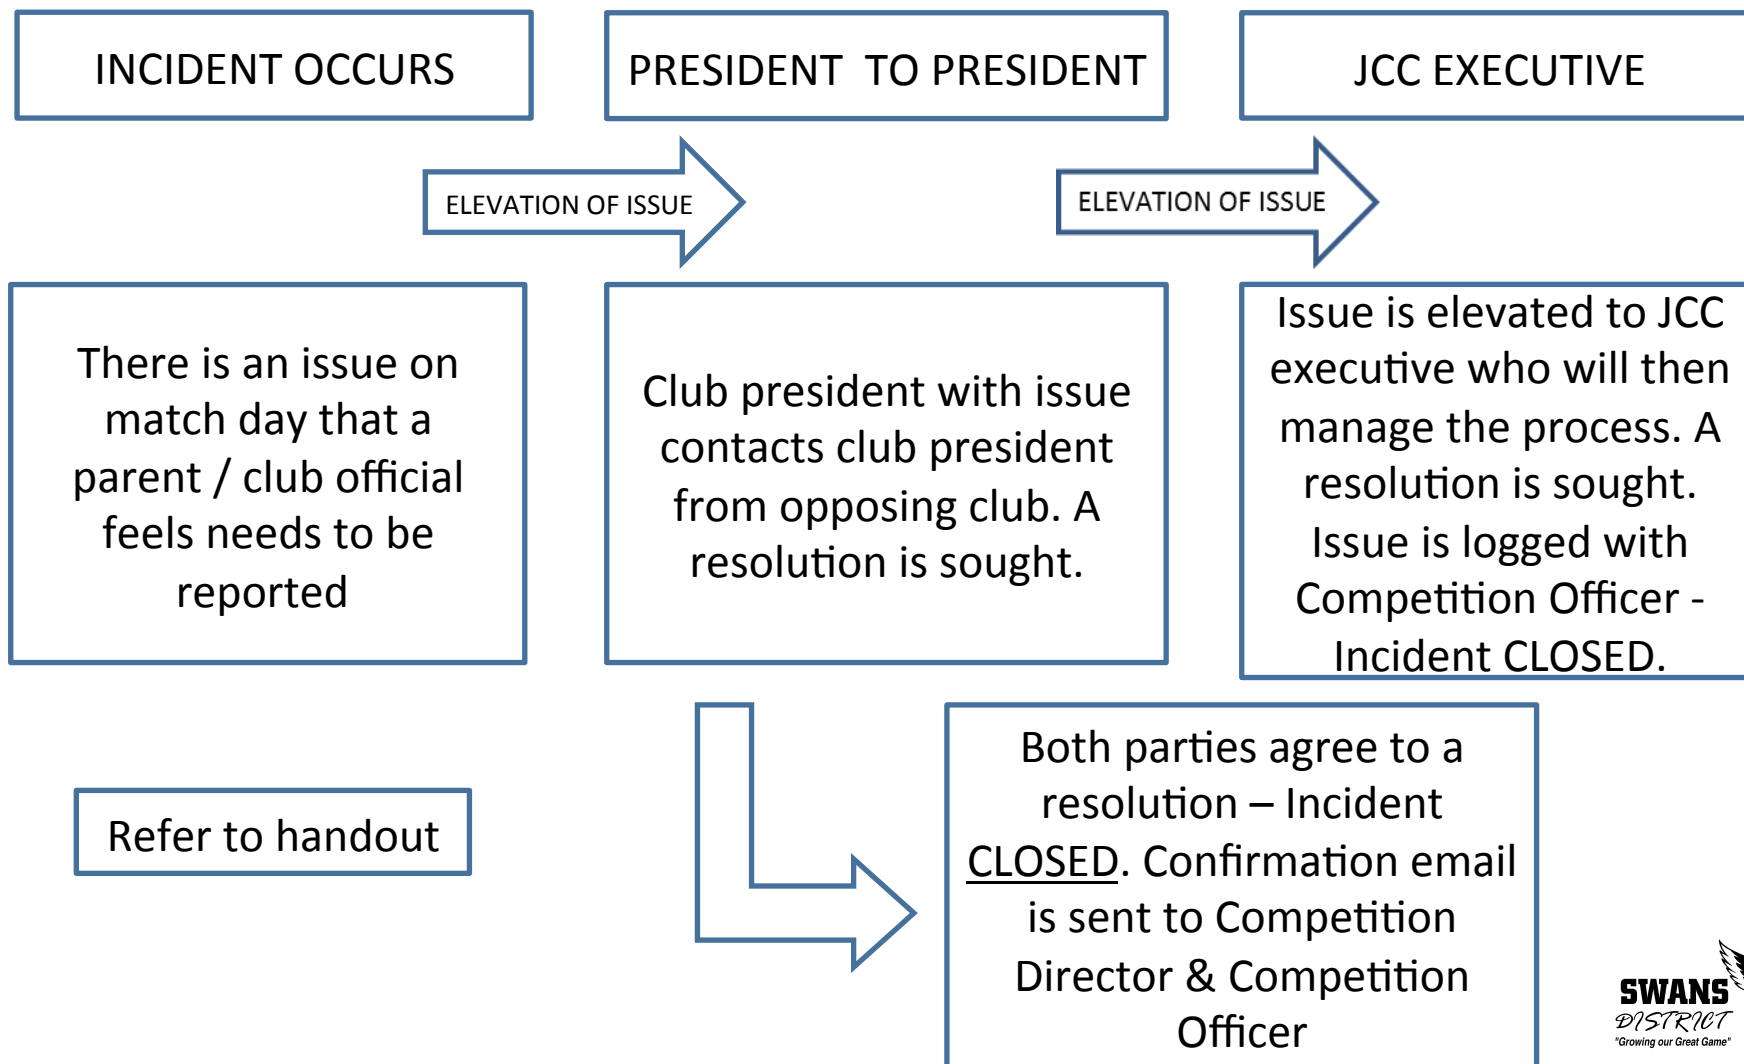 INCIDENT OCCURS
PRESIDENT TO PRESIDENT
JCC EXECUTIVE
ELEVATION OF ISSUE
ELEVATION OF ISSUE
There is an issue on
match day that a
parent / club official
feels needs to be
reported
Club president with issue
contacts club president
from opposing club. A
resolution is sought.
Issue is elevated to JCC
executive who will then
manage the process. A
resolution is sought.
Issue is logged with
Competition Officer -
Incident CLOSED.
Refer to handout
Both parties agree to a
resolution – Incident
CLOSED. Confirmation email
is sent to Competition
Director & Competition
Officer
SWANS
DISTRICT
"Growing our Great Game"